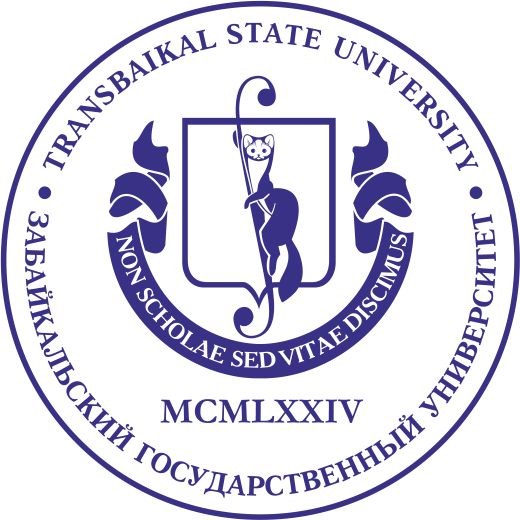 TRANSBAIKAL STATE UNIVERSITY
NON SCHOLAE SED VITAE DISCIMUS
MCMLXXIV
ЗАБАЙКАЛЬСКИЙ ГОСУДАРСТВЕННЫЙ УНИВЕРСИТЕТ